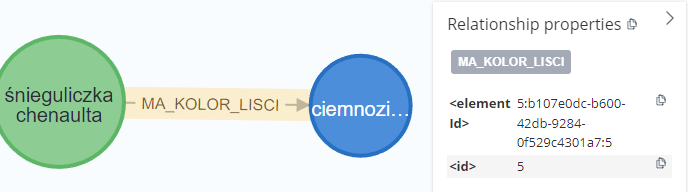 śnieguliczka
chenaulta
MA_KOLOR_LISCI
ciemnozi...
Relationship properties
MA_KOLOR_LISCI
<element
Id>
5:b107e0dc-b600-
42db-9284-
0f529c4301a7:5
<id>
5